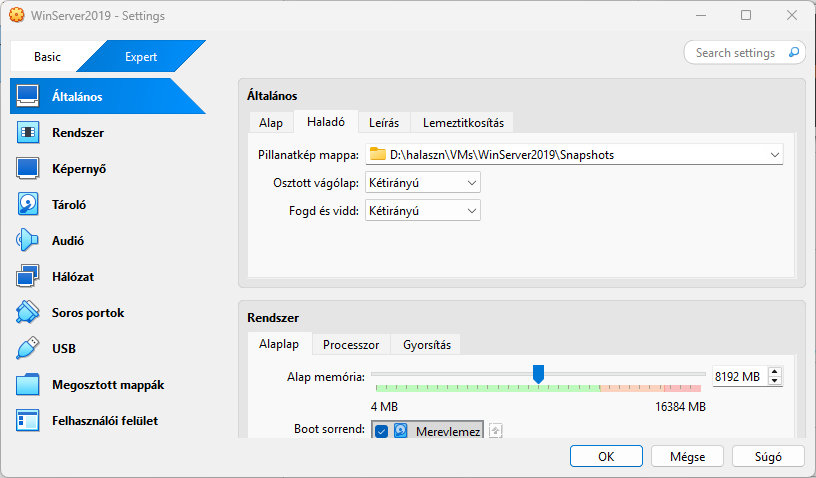 WinServer2019 - Settings
Basic
Expert
Search settings
Általános
Rendszer
Képernyő
Tároló
Audió
Hálózat
Soros portok
USB
Megosztott mappák
Felhasználói felület
Általános
Alap
Haladó
Leírás
Lemeztitkosítás
Pillanatkép mappa:
D:\halaszn\VMs\WinServer2019\Snapshots
Osztott vágólap:
Kétirányú
Fogd és vidd:
Kétirányú
Rendszer
Alaplap
Processzor
Gyorsítás
Alap memória:
8192 MB
4 MB
16384 MB
Boot sorrend:
Merevlemez
OK
Mégse
Súgó